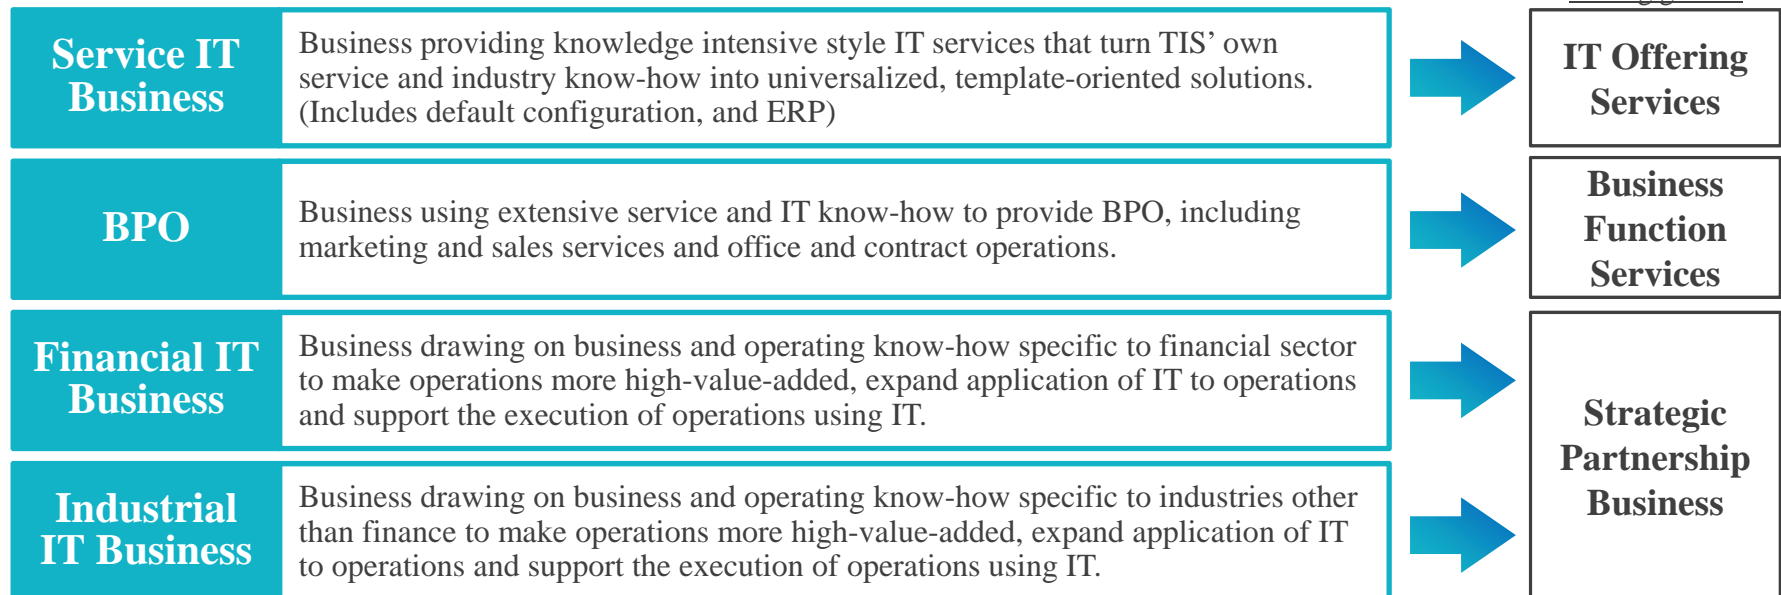 Service IT
Business
Business providing knowledge intensive style IT services that turn TIS’ own
service and industry know-how into universalized, template-oriented solutions.
(Includes default configuration, and ERP)
IT Offering
Services
BPO
Business using extensive service and IT know-how to provide BPO, including
marketing and sales services and office and contract operations.
Business
Function
Services
Financial IT
Business
Business drawing on business and operating know-how specific to financial sector
to make operations more high-value-added, expand application of IT to operations
and support the execution of operations using IT.
Industrial
IT Business
Business drawing on business and operating know-how specific to industries other
than finance to make operations more high-value-added, expand application of IT
to operations and support the execution of operations using IT.
Strategic
Partnership
Business